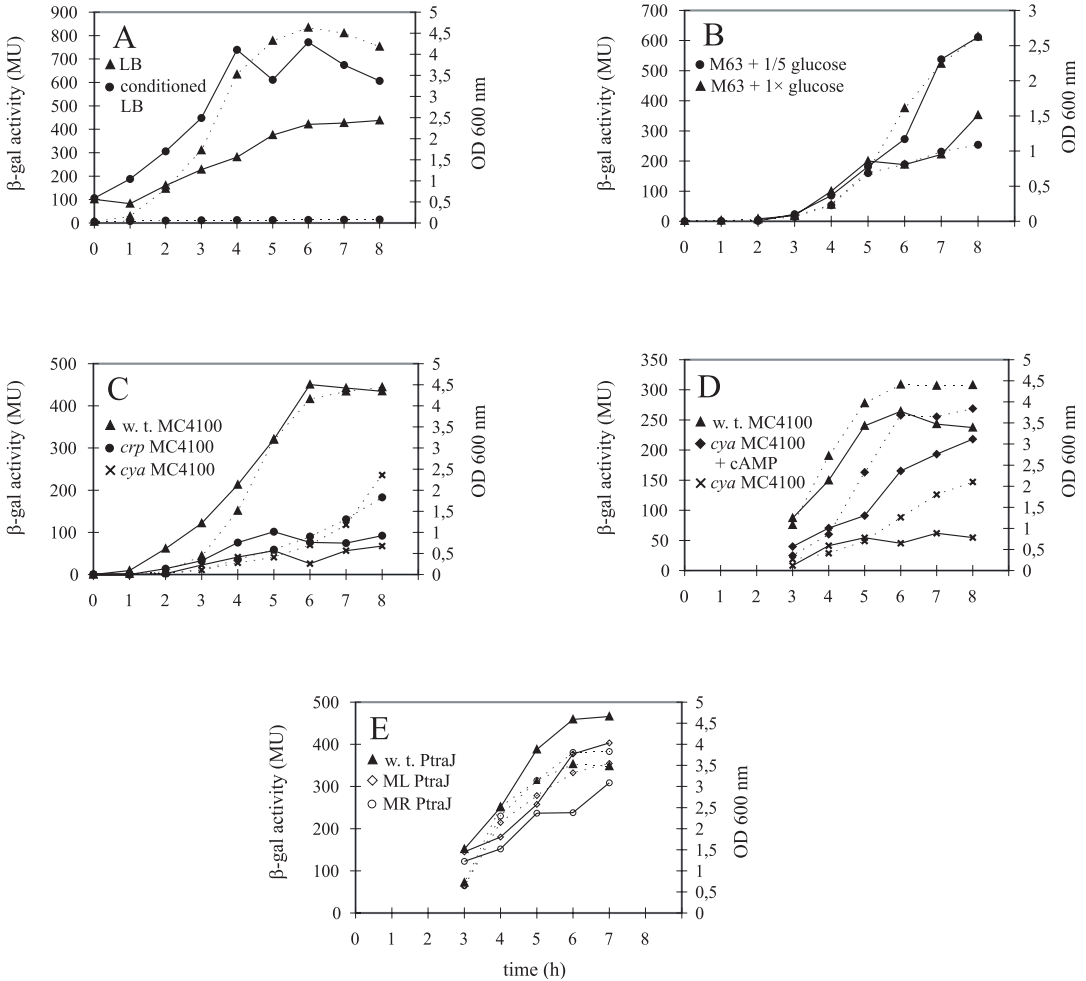 A
LB
conditioned
LB
β-gal activity (MU)
900
800
700
600
500
400
300
200
100
0
0 1 2 3 4 5 6 7 8
5
4,5
4
3,5
3
2,5
2
1,5
1
0,5
0
OD 600 nm
B
M63 + 1/5 glucose
M63 + 1× glucose
β-gal activity (MU)
700
600
500
400
300
200
100
0
0 1 2 3 4 5 6 7 8
3
2,5
2
1,5
1
0,5
0
OD 600 nm
C
w. t. MC4100
crp MC4100
cya MC4100
β-gal activity (MU)
500
400
300
200
100
0
0 1 2 3 4 5 6 7 8
5
4,5
4
3,5
3
2,5
2
1,5
1
0,5
0
OD 600 nm
D
w. t. MC4100
cya MC4100
+ cAMP
cya MC4100
β-gal activity (MU)
350
300
250
200
150
100
50
0
0 1 2 3 4 5 6 7 8
5
4,5
4
3,5
3
2,5
2
1,5
1
0,5
0
OD 600 nm
E
w. t. PtraJ
ML PtraJ
MR PtraJ
β-gal activity (MU)
500
400
300
200
100
0
0 1 2 3 4 5 6 7 8
5
4,5
4
3,5
3
2,5
2
1,5
1
0,5
0
OD 600 nm
time (h)